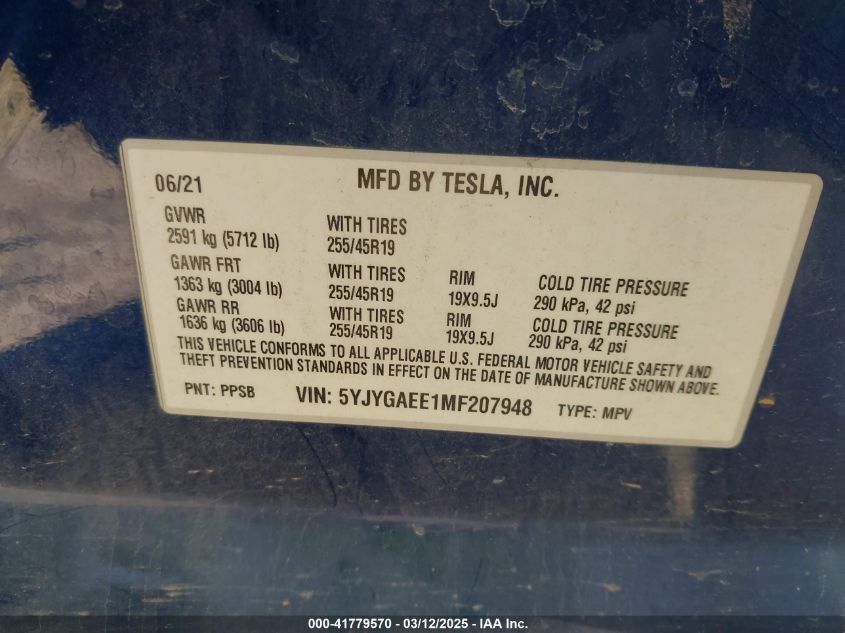 06/21 MFD BY TESLA, INC.
GVWR
2591 kg (5712 lb) WITH TIRES 255/45R19
GAWR FRT
1363 kg (3004 lb) WITH TIRES 255/45R19 RIM 19X9.5J COLD TIRE PRESSURE 290 kPa, 42 psi
GAWR RR
1636 kg (3606 lb) WITH TIRES 255/45R19 RIM 19X9.5J COLD TIRE PRESSURE 290 kPa, 42 psi
THIS VEHICLE CONFORMS TO ALL APPLICABLE U.S. FEDERAL MOTOR VEHICLE SAFETY AND
THEFT PREVENTION STANDARDS IN EFFECT ON THE DATE OF MANUFACTURE SHOWN ABOVE.
PNT: PPSB VIN: 5YJYGAEE1MF207948 TYPE: MPV
000-41779570 - 03/12/2025 - IAA Inc.